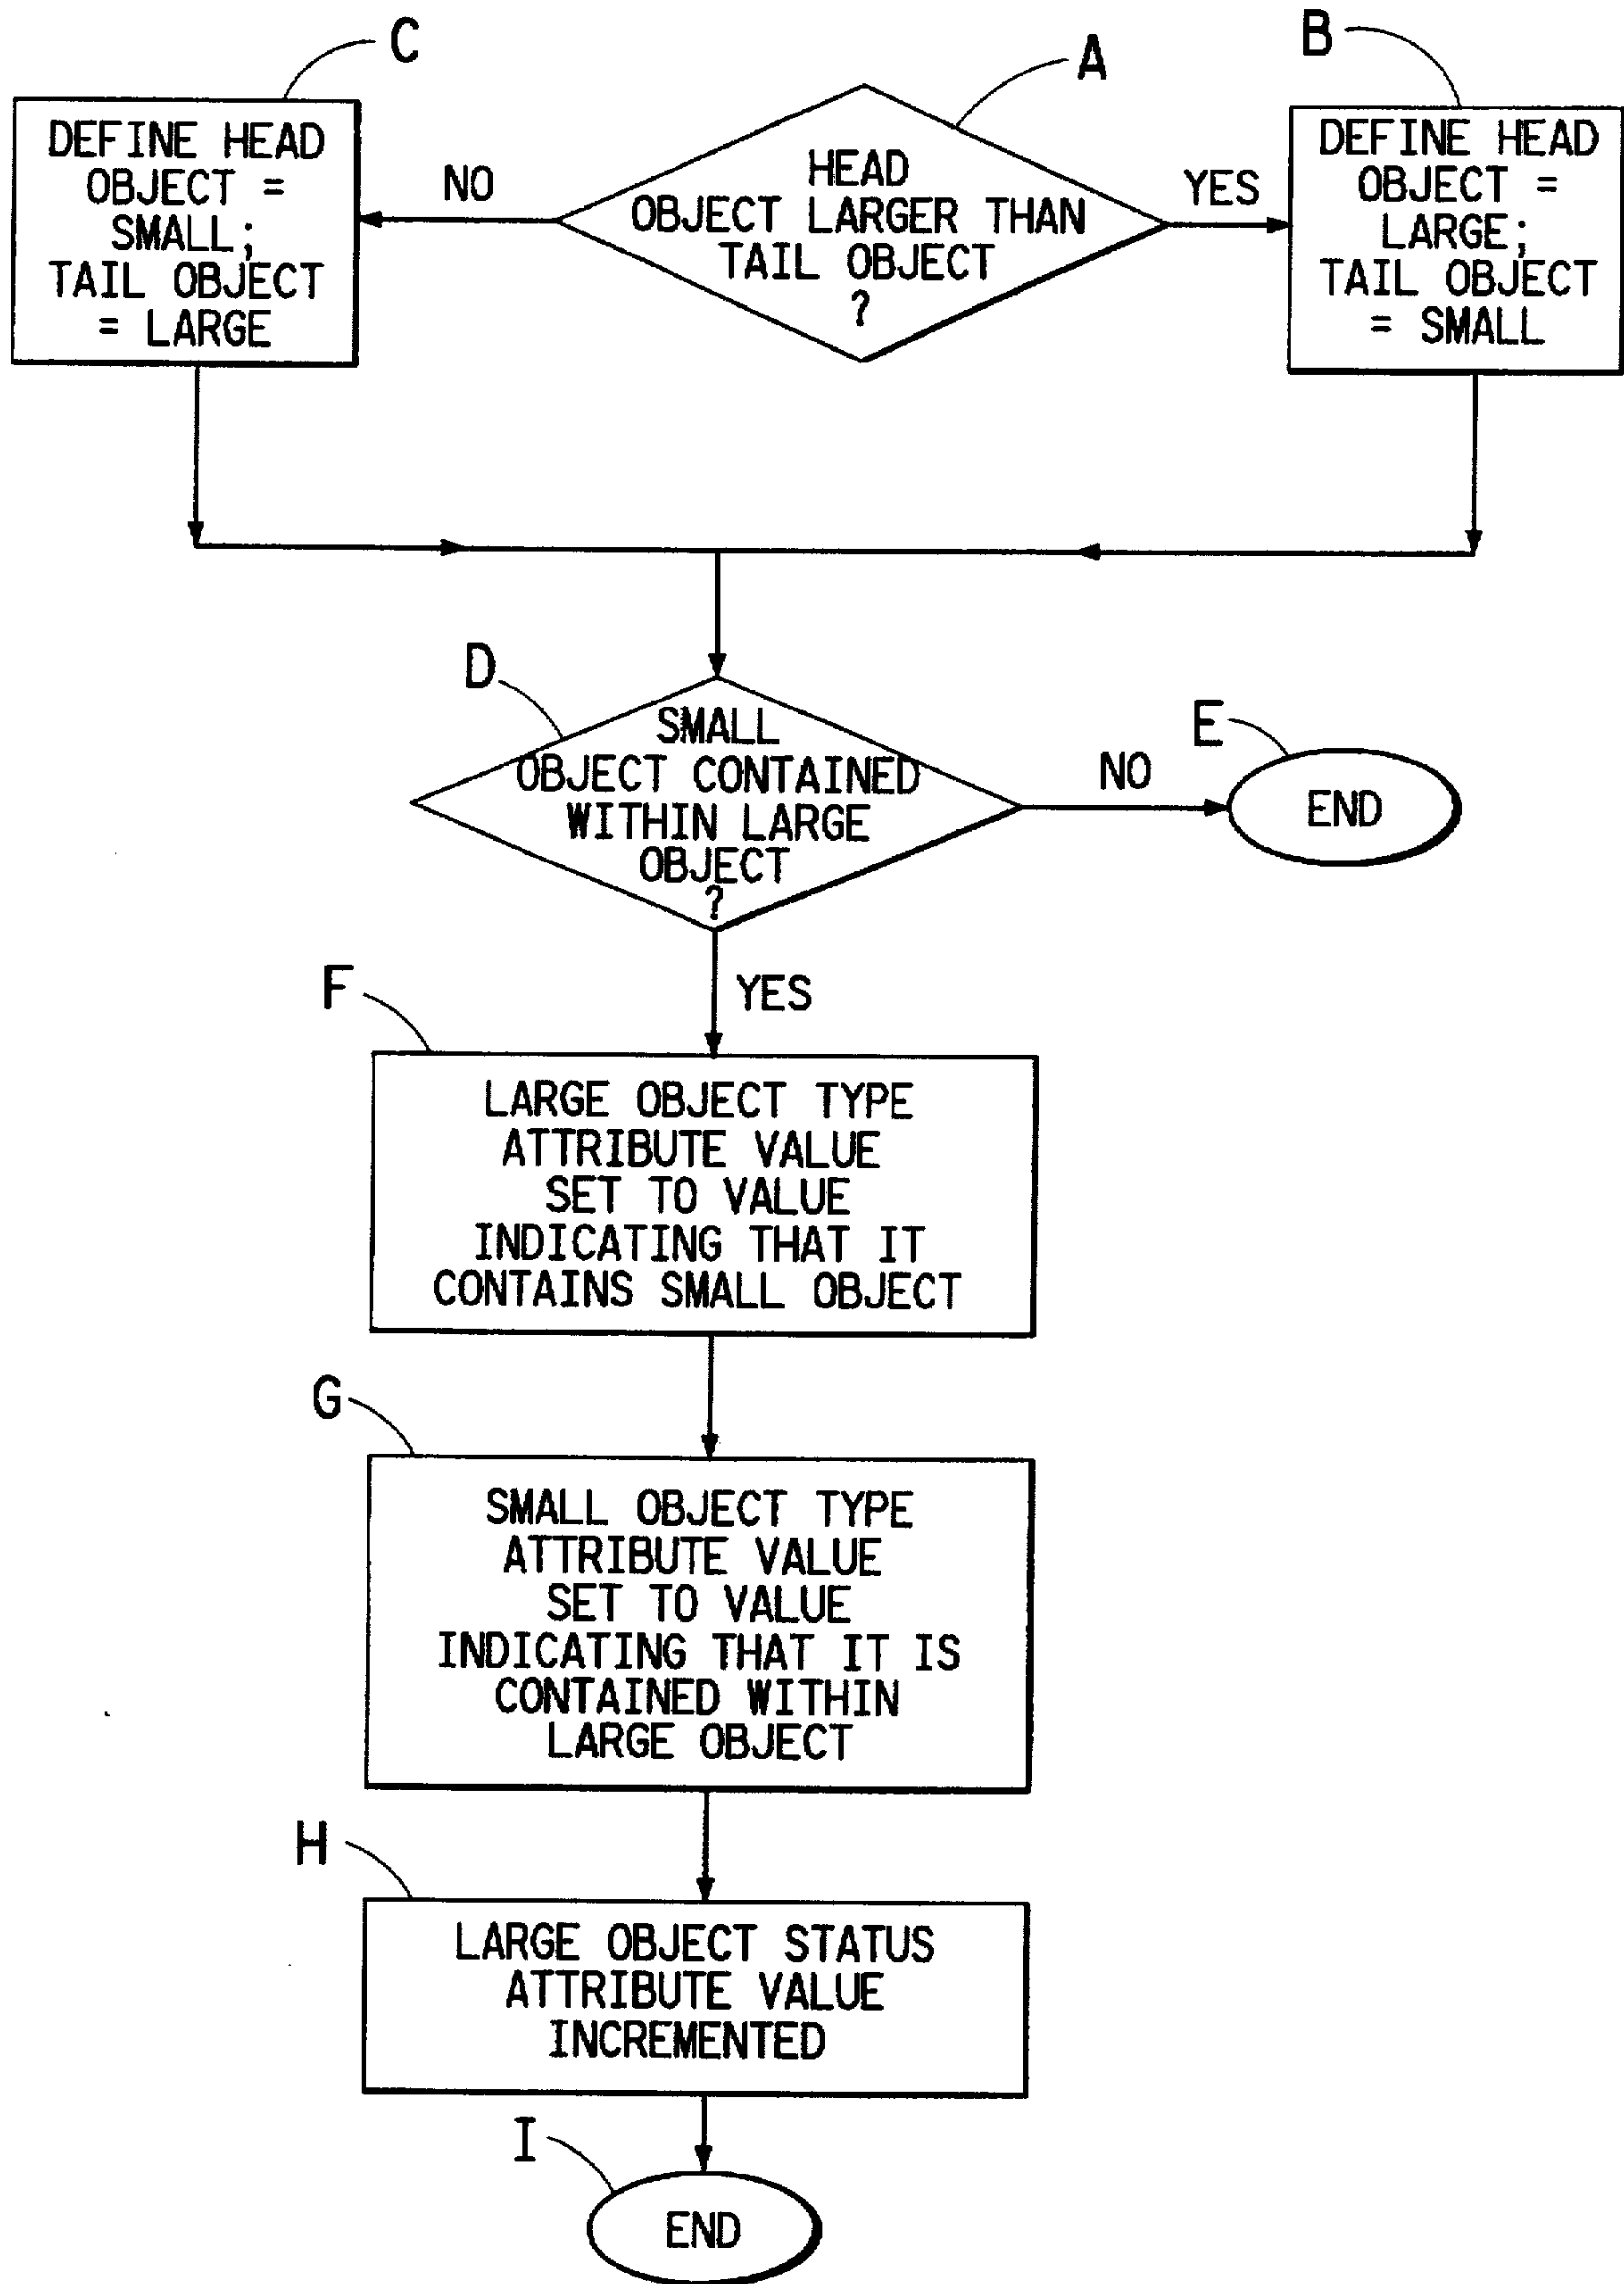 C
A
B
DEFINE HEAD
OBJECT =
SMALL;
TAIL OBJECT
= LARGE
NO
HEAD
OBJECT LARGER THAN
TAIL OBJECT
?
YES
DEFINE HEAD
OBJECT =
LARGE;
TAIL OBJECT
= SMALL
D
SMALL
OBJECT CONTAINED
WITHIN LARGE
OBJECT
?
NO
E
END
YES
F
LARGE OBJECT TYPE
ATTRIBUTE VALUE
SET TO VALUE
INDICATING THAT IT
CONTAINS SMALL OBJECT
G
SMALL OBJECT TYPE
ATTRIBUTE VALUE
SET TO VALUE
INDICATING THAT IT IS
CONTAINED WITHIN
LARGE OBJECT
H
LARGE OBJECT STATUS
ATTRIBUTE VALUE
INCREMENTED
I
END